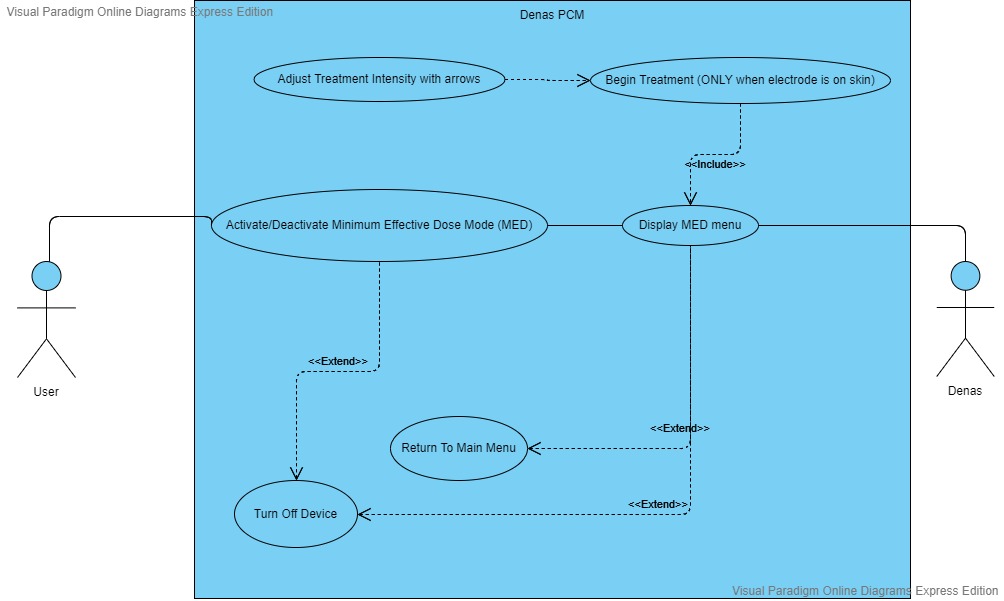 Visual Paradigm Online Diagrams Express Edition
Denas PCM
Adjust Treatment Intensity with arrows
Begin Treatment (ONLY when electrode is on skin)
<<Include>>
Activate/Deactivate Minimum Effective Dose Mode (MED)
Display MED menu
<<Extend>>
User
Denas
<<Extend>>
Return To Main Menu
<<Extend>>
Turn Off Device
Visual Paradigm Online Diagrams Express Edition